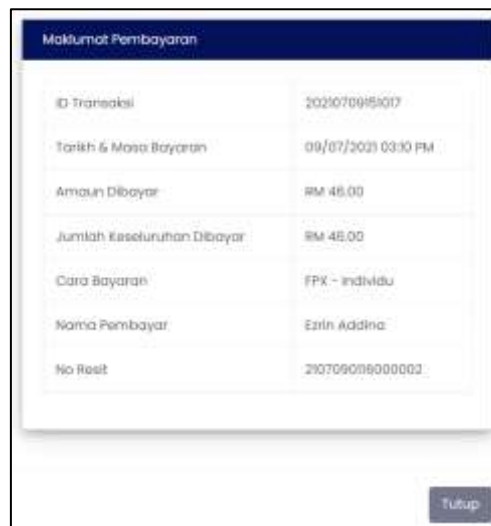 Maklumat Pembayaran
ID Transaksi 20210709151017
Tarikh & Masa Bayaran 09/07/2021 03:10 PM
Amaun Dibayar RM 46.00
Jumlah Keseluruhan Dibayar RM 46.00
Cara Bayaran FPX - Individu
Nama Pembayar Ezrin Addina
No Resit 2107090116000002
Tutup